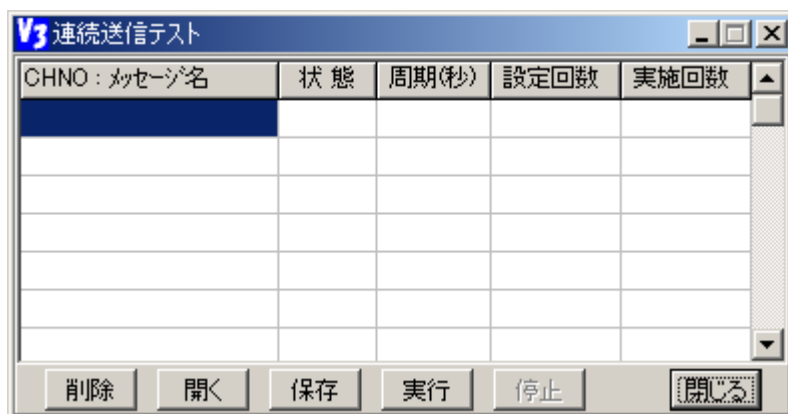 V3 連続送信テスト
CHNO : メッセージ名 状 態 周期(秒) 設定回数 実施回数
削除 開く 保存 実行 停止 閉じる